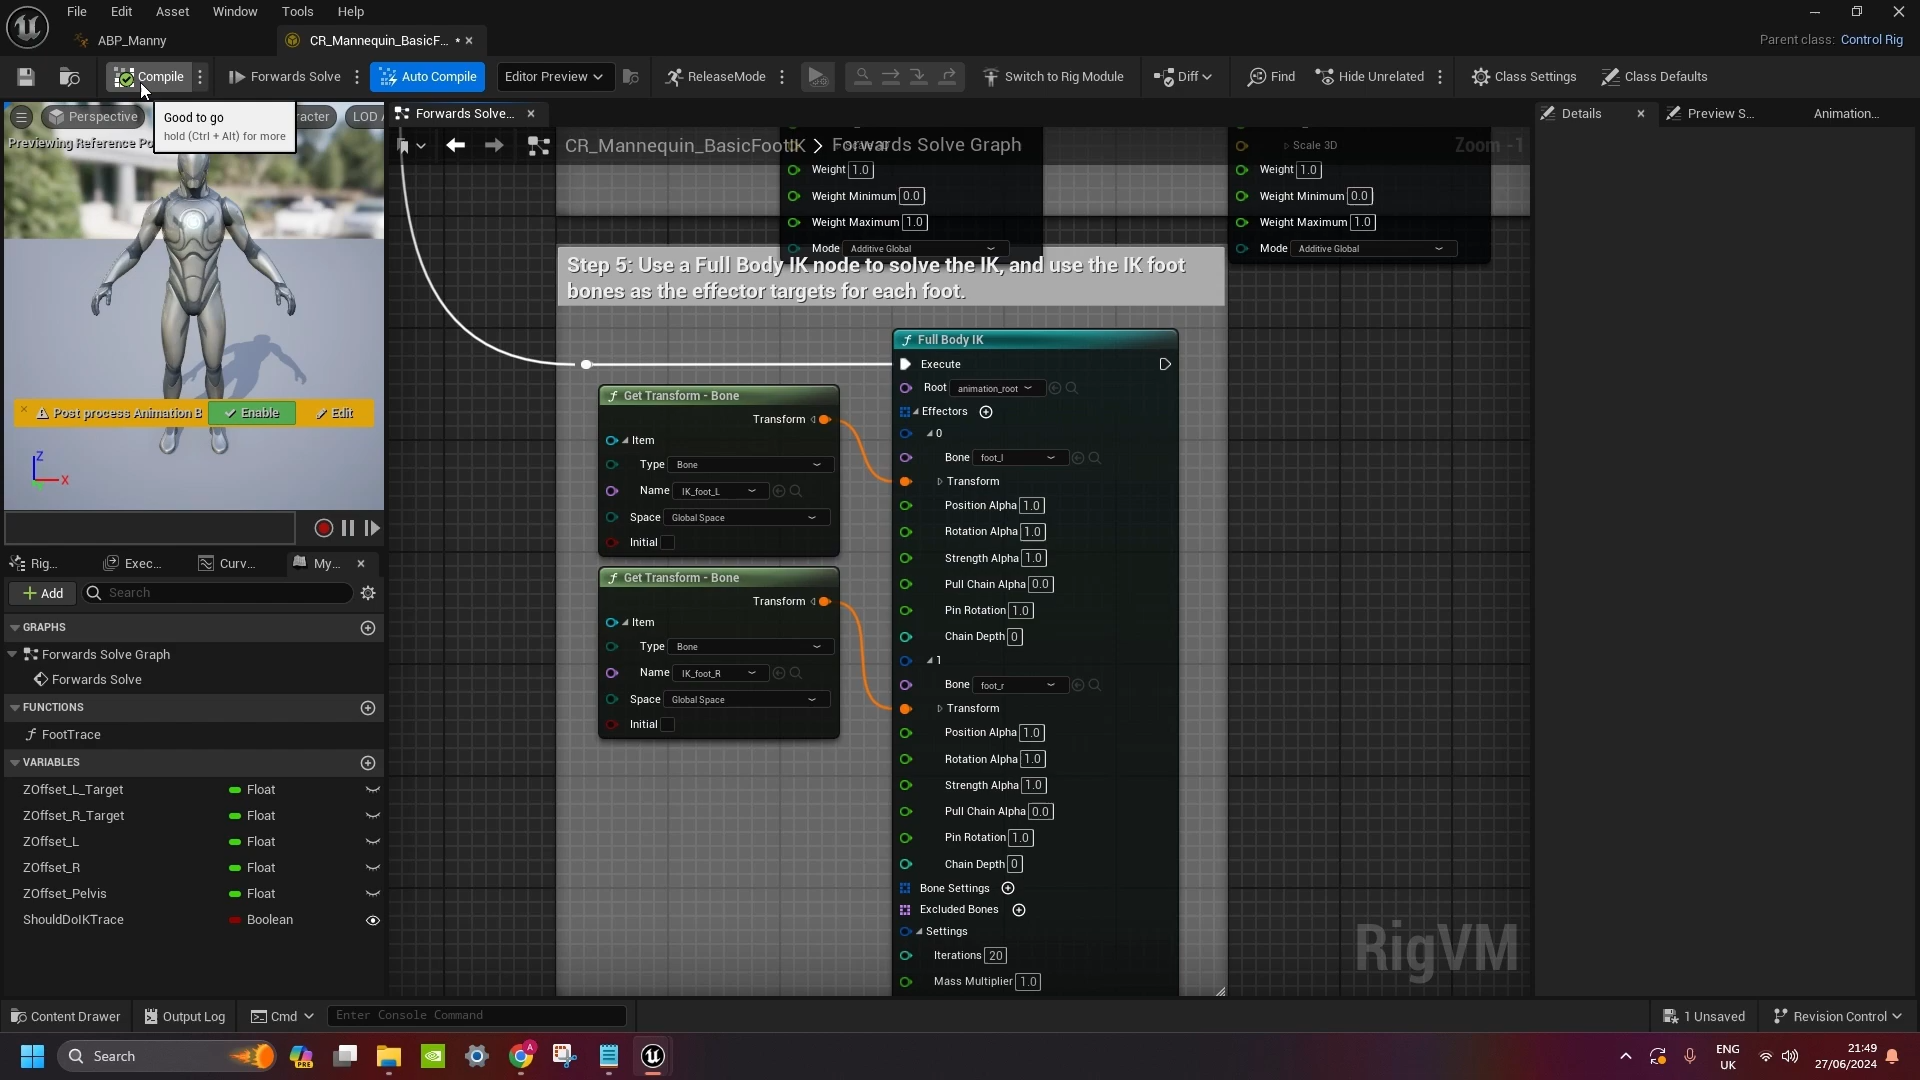 File Edit Asset Window Tools Help
ABP_Manny
CR_Mannequin_BasicF... •
Parent class: Control Rig
Compile
Forwards Solve
Auto Compile
Editor Preview
ReleaseMode
Switch to Rig Module
Diff
Find
Hide Unrelated
Class Settings
Class Defaults
Good to go
hold (Ctrl + Alt) for more
Perspective
LOD
Previewing Reference Po
Forwards Solve...
CR_Mannequin_BasicFootIK > Forwards Solve Graph
Zoom -1
Details
Preview S...
Animation...
Scale 3D
Weight 1.0
Weight Minimum 0.0
Weight Maximum 1.0
Mode Additive Global
Scale 3D
Weight 1.0
Weight Minimum 0.0
Weight Maximum 1.0
Mode Additive Global
Step 5: Use a Full Body IK node to solve the IK, and use the IK foot
bones as the effector targets for each foot.
Post process Animation B
Enable
Edit
Z
X
Get Transform - Bone
Transform
Item
Type Bone
Name IK_foot_L
Space Global Space
Initial
Get Transform - Bone
Transform
Item
Type Bone
Name IK_foot_R
Space Global Space
Initial
Full Body IK
Execute
Root animation_root
Effectors
0
Bone foot_l
Transform
Position Alpha 1.0
Rotation Alpha 1.0
Strength Alpha 1.0
Pull Chain Alpha 0.0
Pin Rotation 1.0
Chain Depth 0
1
Bone foot_r
Transform
Position Alpha 1.0
Rotation Alpha 1.0
Strength Alpha 1.0
Pull Chain Alpha 0.0
Pin Rotation 1.0
Chain Depth 0
Bone Settings
Excluded Bones
Settings
Iterations 20
Mass Multiplier 1.0
RigVM
Rig...
Exec...
Curv...
My...
Add
Search
GRAPHS
Forwards Solve Graph
Forwards Solve
FUNCTIONS
FootTrace
VARIABLES
ZOffset_L_Target Float
ZOffset_R_Target Float
ZOffset_L Float
ZOffset_R Float
ZOffset_Pelvis Float
ShouldDoIKTrace Boolean
Content Drawer
Output Log
Cmd
Enter Console Command
1 Unsaved
Revision Control
Search
PRE
A
ENG
UK
21:49
27/06/2024